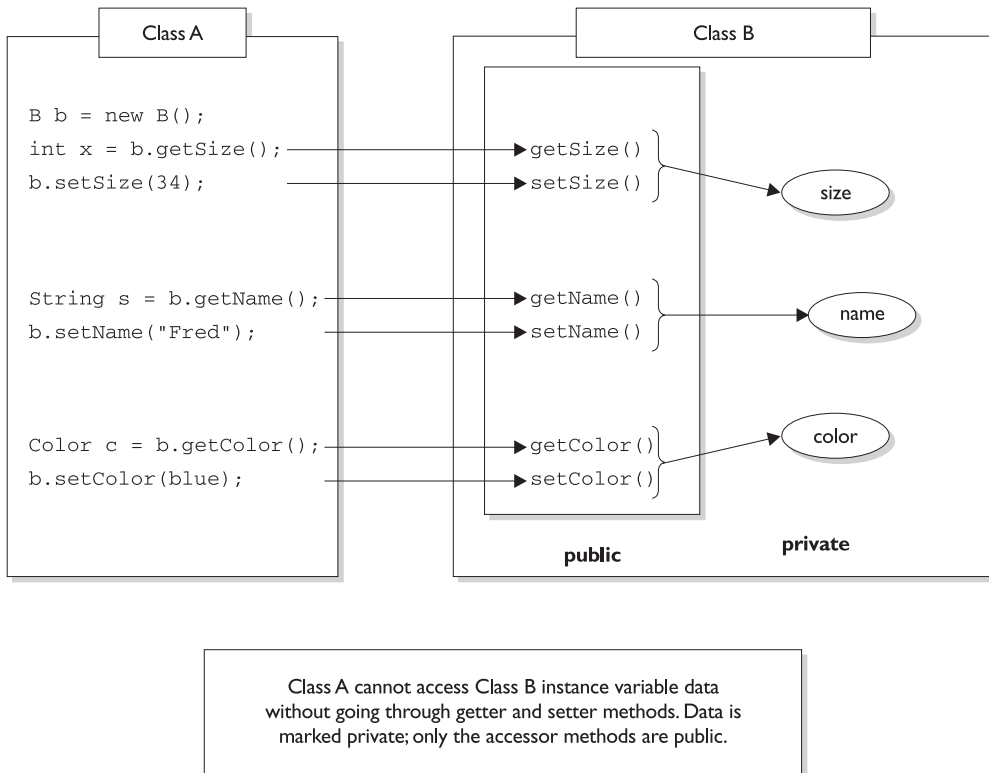 Class A
B b = new B();
int x = b.getSize();
b.setSize(34);
String s = b.getName();
b.setName("Fred");
Color c = b.getColor();
b.setColor(blue);
Class B
getSize()
setSize()
getName()
setName()
getColor()
setColor()
public
size
name
color
private
Class A cannot access Class B instance variable data
without going through getter and setter methods. Data is
marked private; only the accessor methods are public.